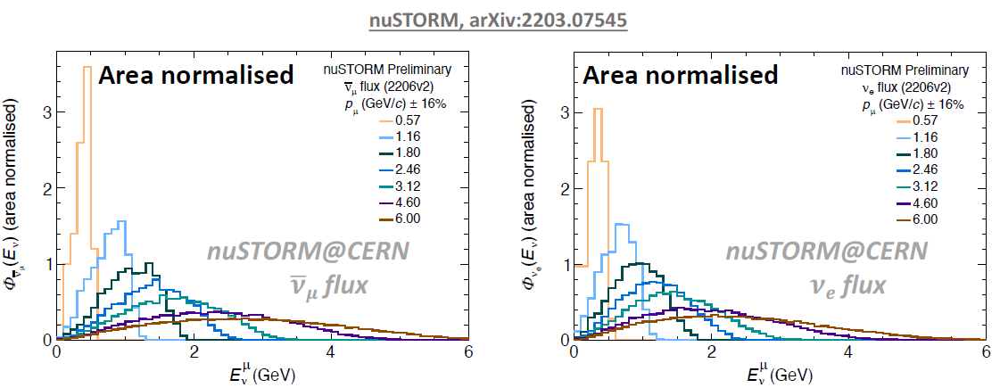 nuSTORM, arXiv:2203.07545
Area normalised
nuSTORM Preliminary
ν̅μ flux (2206v2)
pμ (GeV/c) ± 16%
0.57
1.16
1.80
2.46
3.12
4.60
6.00
nuSTORM@CERN
ν̅μ flux
Φν̅μ(Eν) (area normalised)
3
2
1
0
0
2
4
6
Eνμ (GeV)
Area normalised
nuSTORM Preliminary
νe flux (2206v2)
pμ (GeV/c) ± 16%
0.57
1.16
1.80
2.46
3.12
4.60
6.00
nuSTORM@CERN
νe flux
Φνe(Eν) (area normalised)
3
2
1
0
0
2
4
6
Eνμ (GeV)